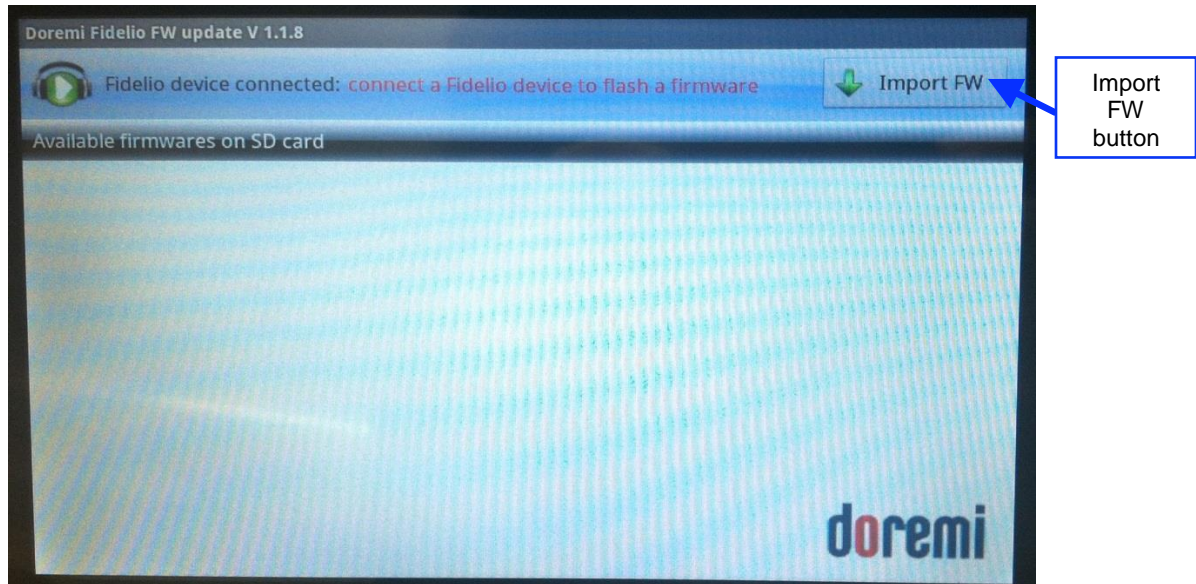 Doremi Fidelio FW update V 1.1.8
Fidelio device connected: connect a Fidelio device to flash a firmware
Import FW
Import
FW
button
Available firmwares on SD card
doremi